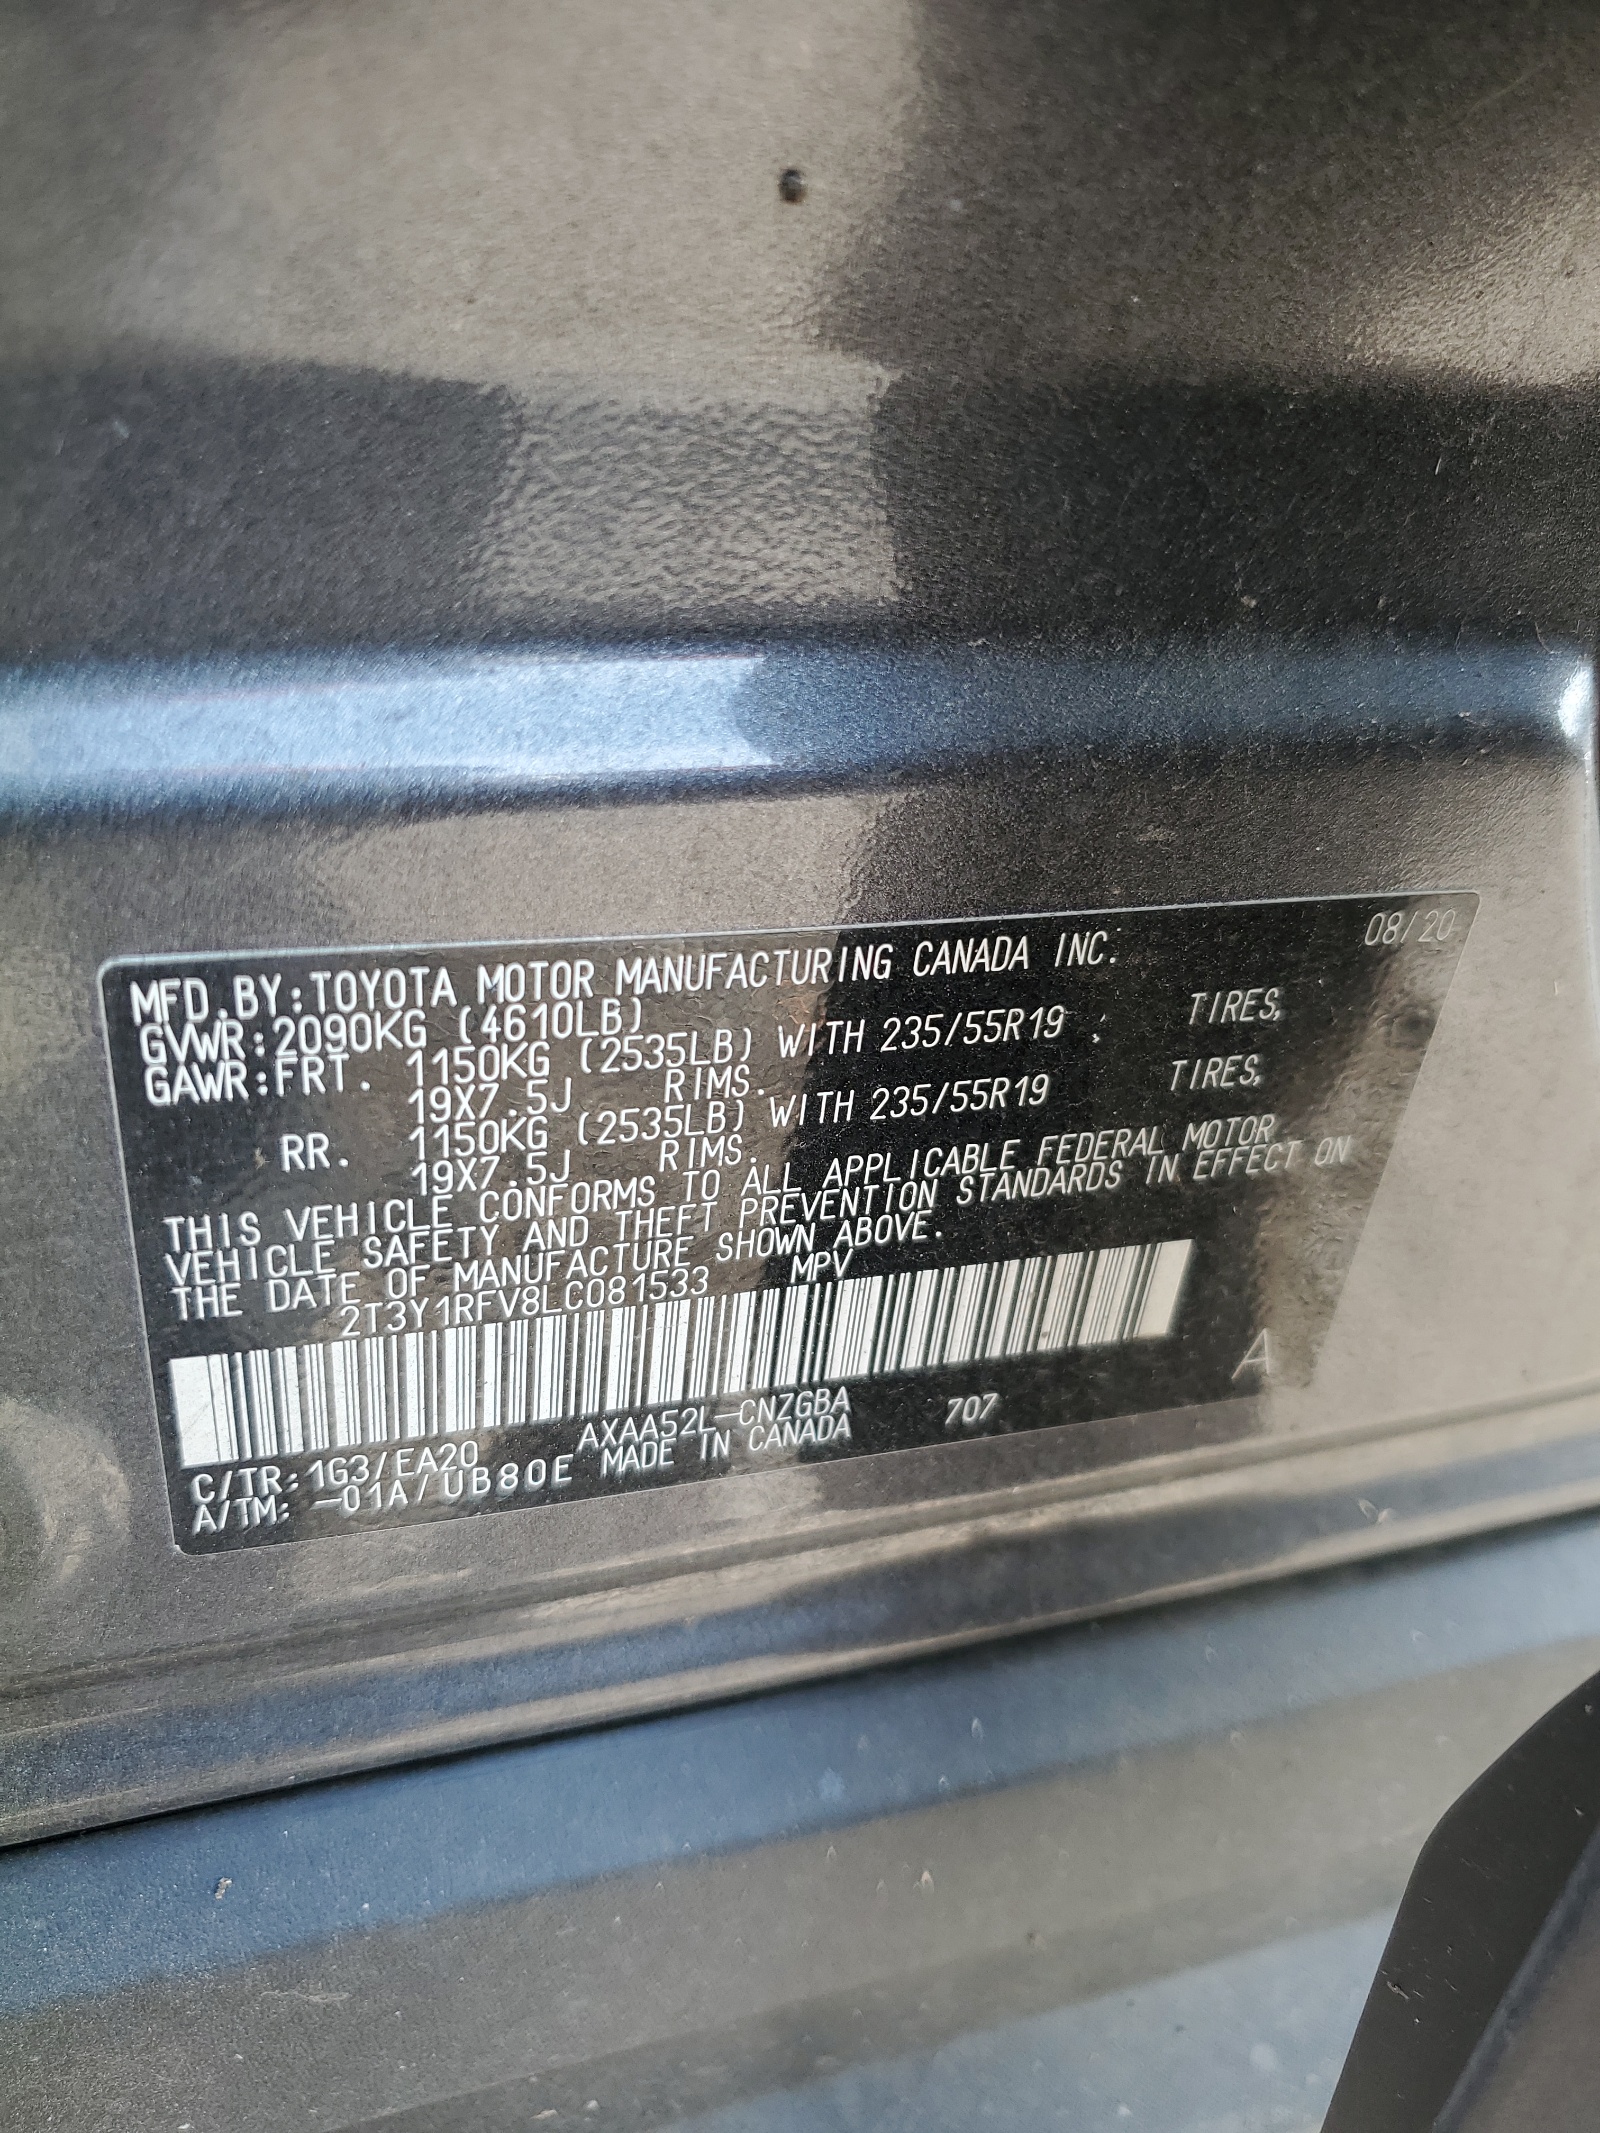 08/20
MFD.BY:TOYOTA MOTOR MANUFACTURING CANADA INC.
GVWR:2090KG (4610LB)
GAWR:FRT. 1150KG (2535LB) WITH 235/55R19 TIRES,
19X7.5J RIMS.
RR. 1150KG (2535LB) WITH 235/55R19 TIRES,
19X7.5J RIMS.
THIS VEHICLE CONFORMS TO ALL APPLICABLE FEDERAL MOTOR
VEHICLE SAFETY AND THEFT PREVENTION STANDARDS IN EFFECT ON
THE DATE OF MANUFACTURE SHOWN ABOVE.
2T3Y1RFV8LC081533 MPV
A
C/TR:1G3/EA20 AXAA52L-CNZGBA 707
A/TM: -01A/UB80E MADE IN CANADA